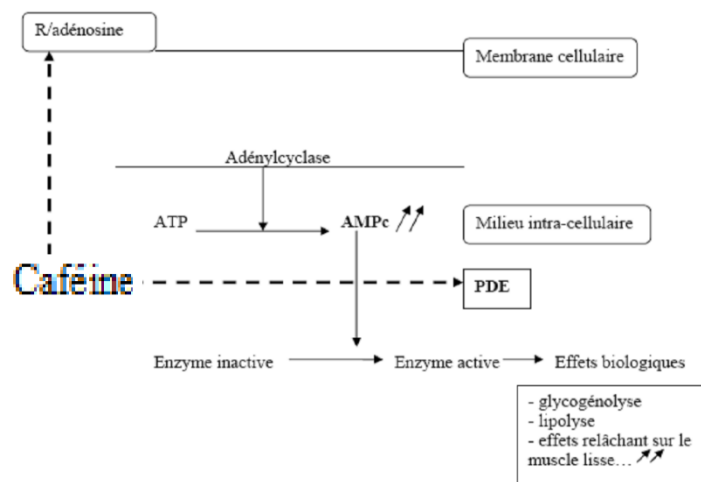 R/adénosine
Membrane cellulaire
Adénylcyclase
ATP
AMPc
Milieu intra-cellulaire
Caféine
PDE
Enzyme inactive
Enzyme active
Effets biologiques
- glycogénolyse
- lipolyse
- effets relâchant sur le
muscle lisse…